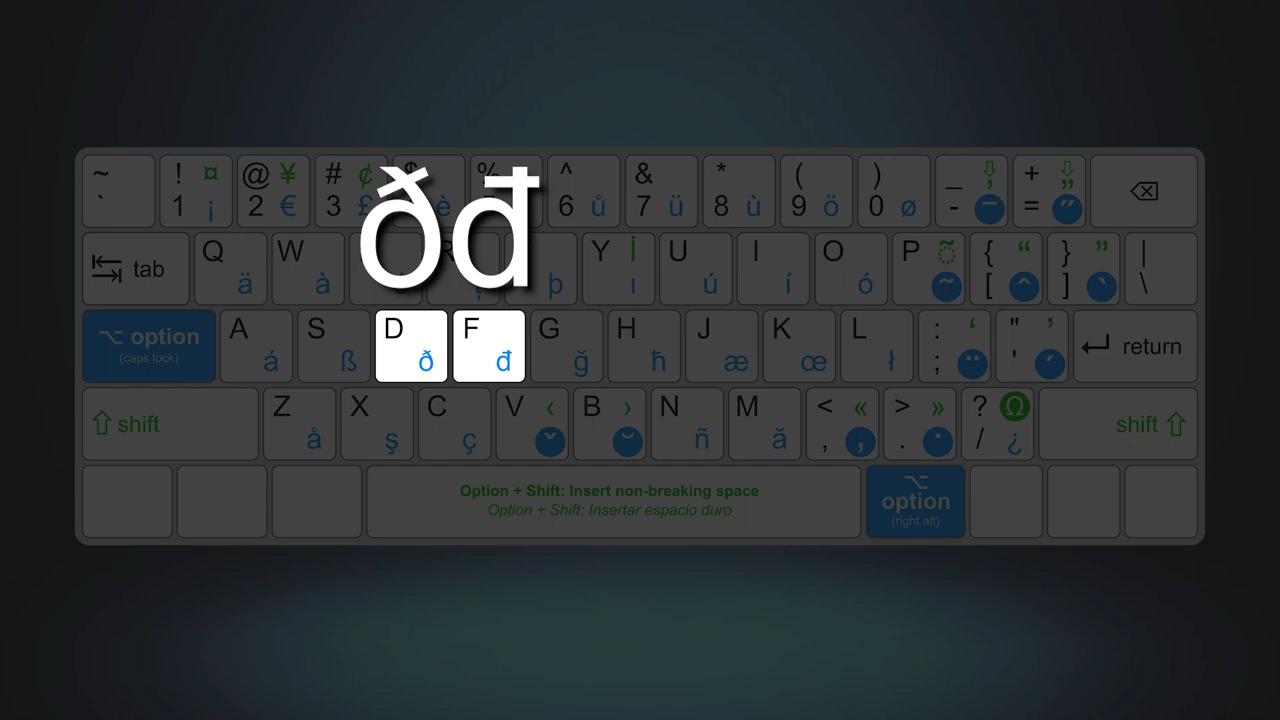 ðđ
~ ! ¤ @ ¥ # ¢ ^ & * ( ) _ ⇩ + ⇩
` 1 ¡ 2 € 3 è 6 ů 7 ü 8 ù 9 ö 0 ø - ¯ = ˝
tab Q ä W à þ Y İ ı U ú I í O ó P ~ { “ [ ^ } ” ] ` | \
⌥ option
(caps lock)
A á S ß D ð F đ G ğ H ħ J æ K œ L ł : ‘ ; ¨ " ’ ' ´ return
⇧ shift Z å X ş C ç V ‹ ˇ B › ˘ N ñ M ă < « , , > » . ˙ ? Ω / ¿ shift ⇧
Option + Shift: Insert non-breaking space
Option + Shift: Insertar espacio duro
⌥
option
(right alt)